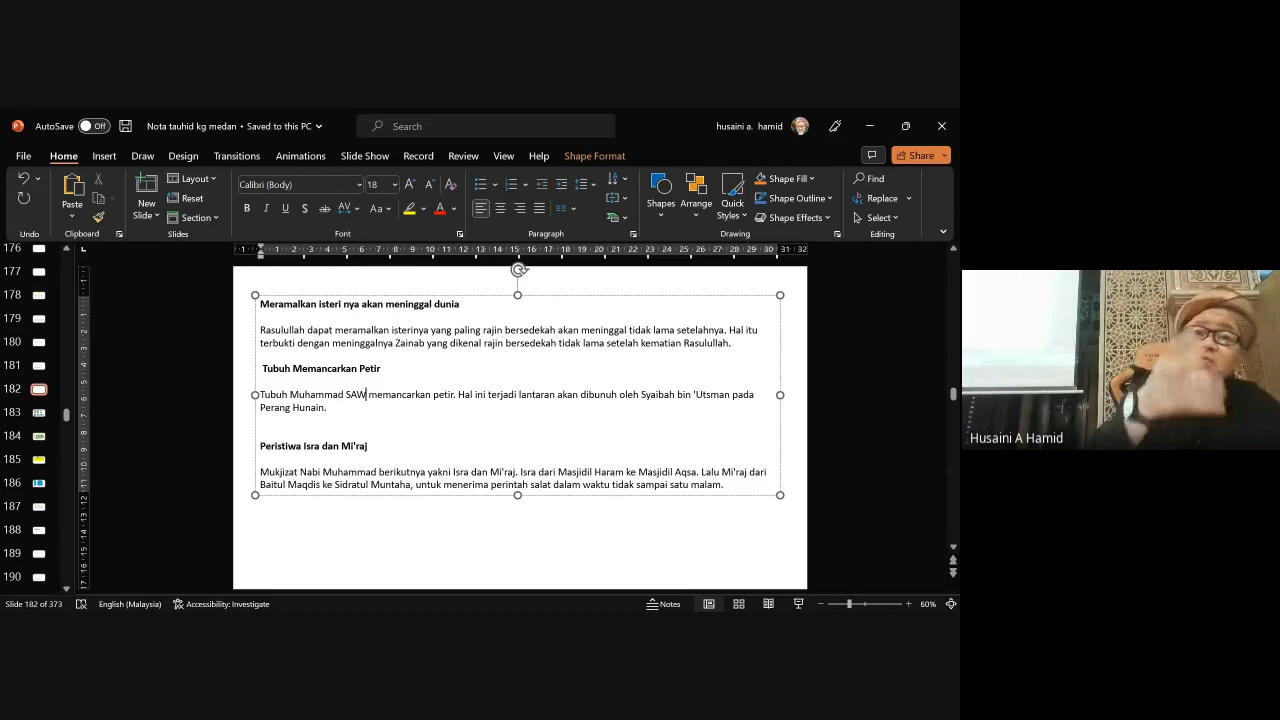 AutoSave Off Nota tauhid kg medan • Saved to this PC Search husaini a. hamid
File Home Insert Draw Design Transitions Animations Slide Show Record Review View Help Shape Format Share
Paste New Slide Layout Reset Section Calibri (Body) 18 Shapes Arrange Quick Styles Shape Fill Shape Outline Shape Effects Find Replace Select
Undo Clipboard Slides Font Paragraph Drawing Editing
176
177
178
179
180
181
182
183
184
185
186
187
188
189
190
Meramalkan isteri nya akan meninggal dunia
Rasulullah dapat meramalkan isterinya yang paling rajin bersedekah akan meninggal tidak lama setelahnya. Hal itu
terbukti dengan meninggalnya Zainab yang dikenal rajin bersedekah tidak lama setelah kematian Rasulullah.
Tubuh Memancarkan Petir
Tubuh Muhammad SAW memancarkan petir. Hal ini terjadi lantaran akan dibunuh oleh Syaibah bin 'Utsman pada
Perang Hunain.
Peristiwa Isra dan Mi'raj
Mukjizat Nabi Muhammad berikutnya yakni Isra dan Mi'raj. Isra dari Masjidil Haram ke Masjidil Aqsa. Lalu Mi'raj dari
Baitul Maqdis ke Sidratul Muntaha, untuk menerima perintah salat dalam waktu tidak sampai satu malam.
Slide 182 of 373 English (Malaysia) Accessibility: Investigate Notes 60%
Husaini A Hamid